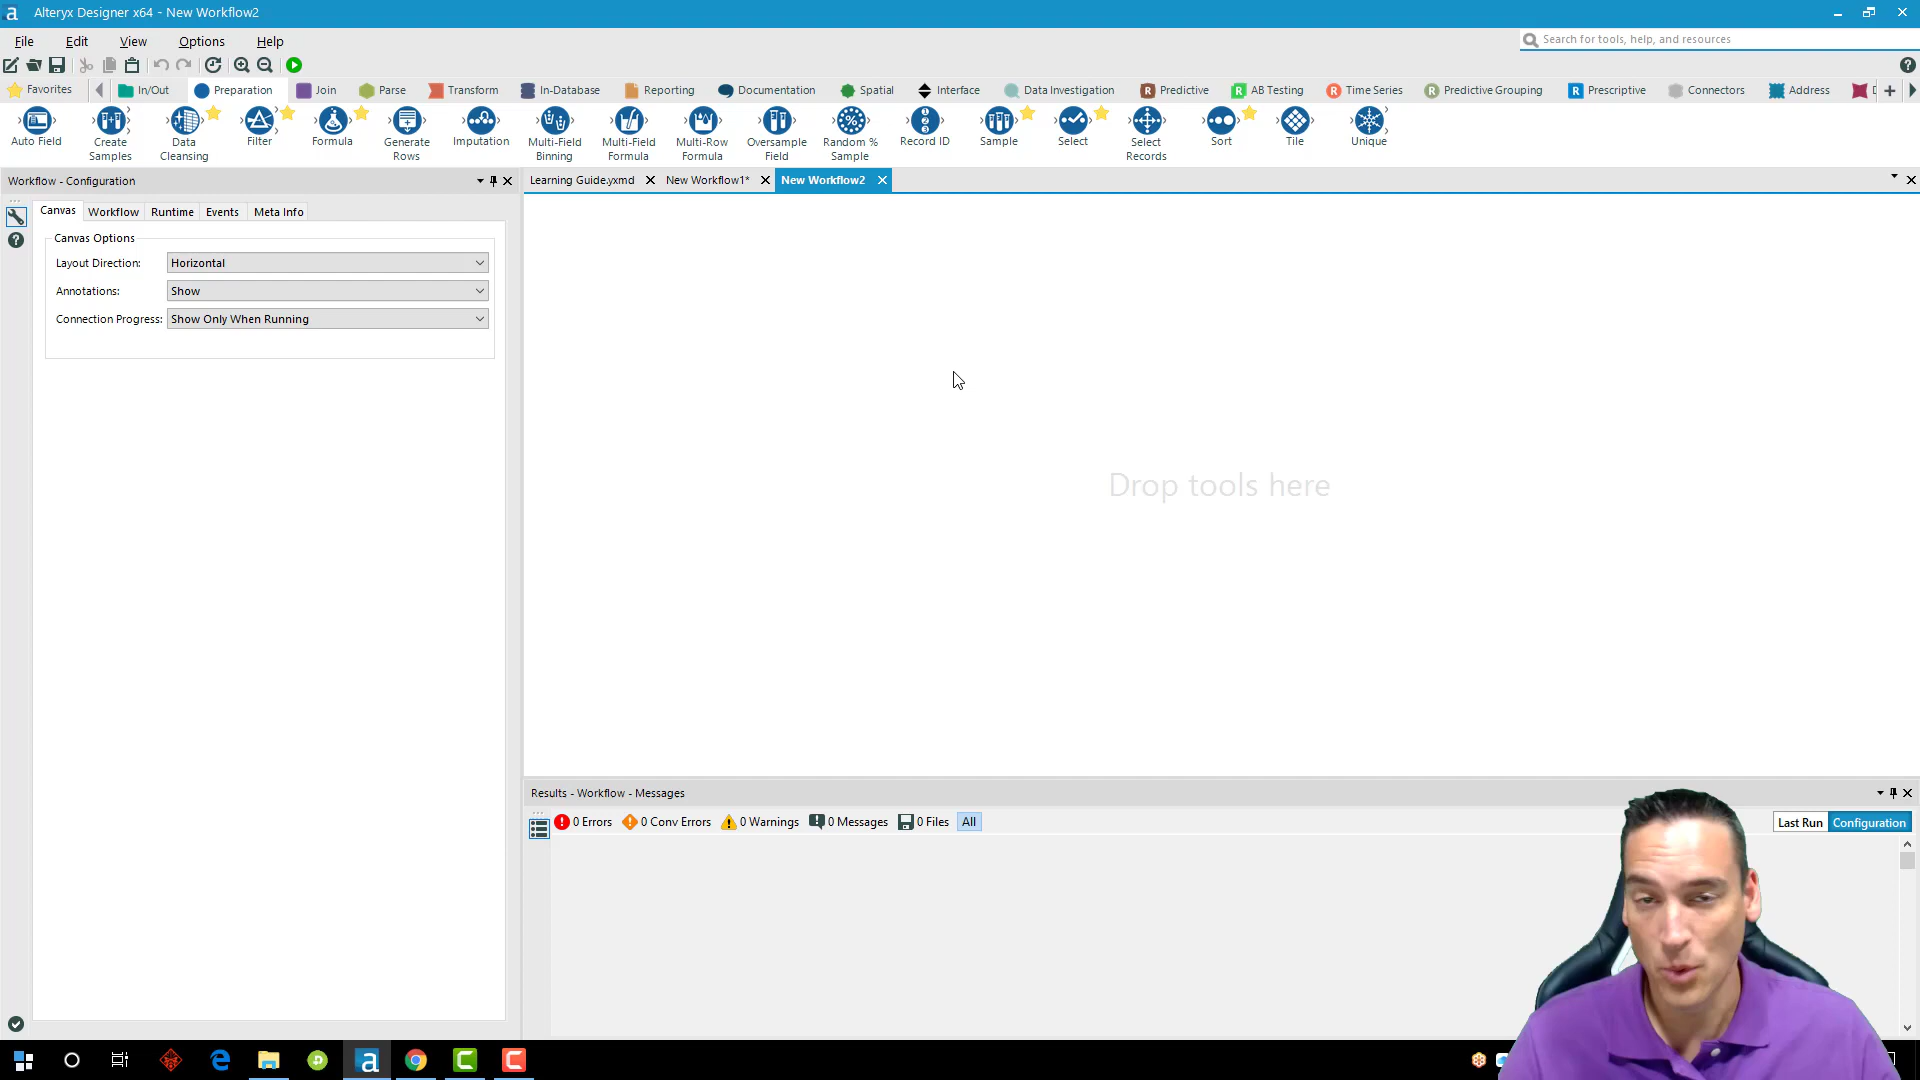 Alteryx Designer x64 - New Workflow2
File Edit View Options Help
Search for tools, help, and resources
Favorites In/Out Preparation Join Parse Transform In-Database Reporting Documentation Spatial Interface Data Investigation Predictive AB Testing Time Series Predictive Grouping Prescriptive Connectors Address
Auto Field
Create Samples
Data Cleansing
Filter
Formula
Generate Rows
Imputation
Multi-Field Binning
Multi-Field Formula
Multi-Row Formula
Oversample Field
Random % Sample
Record ID
Sample
Select
Select Records
Sort
Tile
Unique
Workflow - Configuration
Learning Guide.yxmd New Workflow1* New Workflow2
Canvas Workflow Runtime Events Meta Info
Canvas Options
Layout Direction: Horizontal
Annotations: Show
Connection Progress: Show Only When Running
Drop tools here
Results - Workflow - Messages
0 Errors 0 Conv Errors 0 Warnings 0 Messages 0 Files All Last Run Configuration